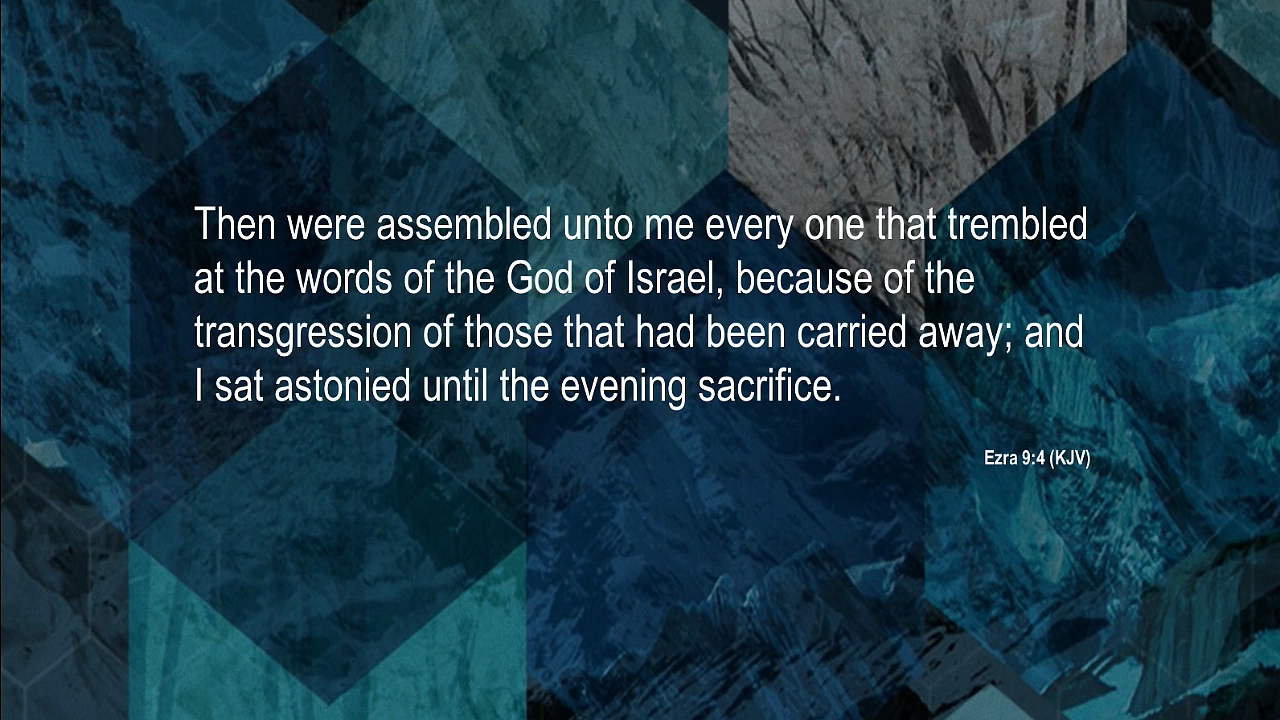 Then were assembled unto me every one that trembled
at the words of the God of Israel, because of the
transgression of those that had been carried away; and
I sat astonied until the evening sacrifice.
Ezra 9:4 (KJV)